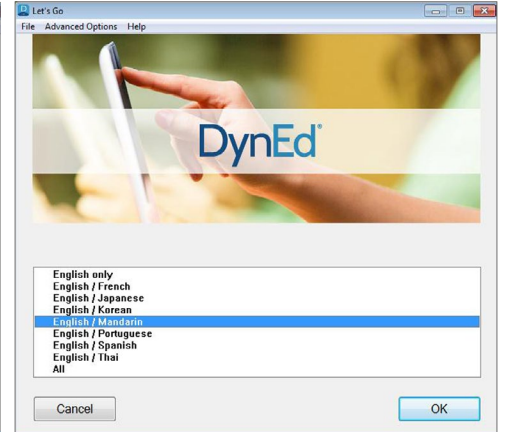 Let's Go
File Advanced Options Help
DynEd®
English only
English / French
English / Japanese
English / Korean
English / Mandarin
English / Portuguese
English / Spanish
English / Thai
All
Cancel OK